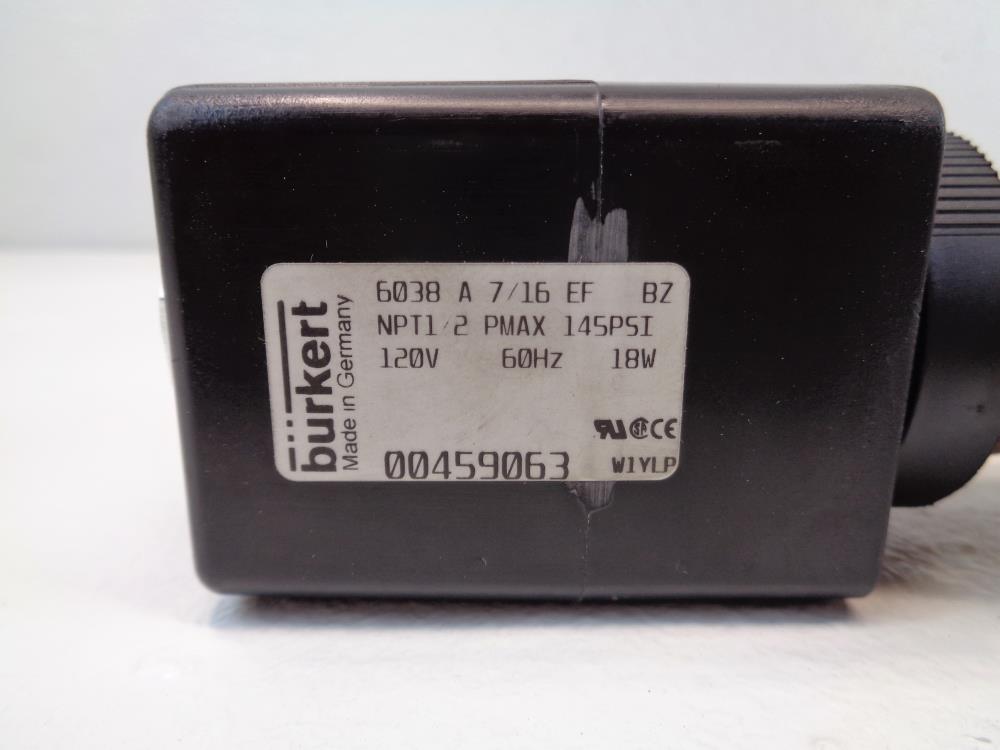 bürkert
Made in Germany
6038 A 7/16 EF BZ
NPT1/2 PMAX 145PSI
120V 60Hz 18W
CE
00459063 W1YLP